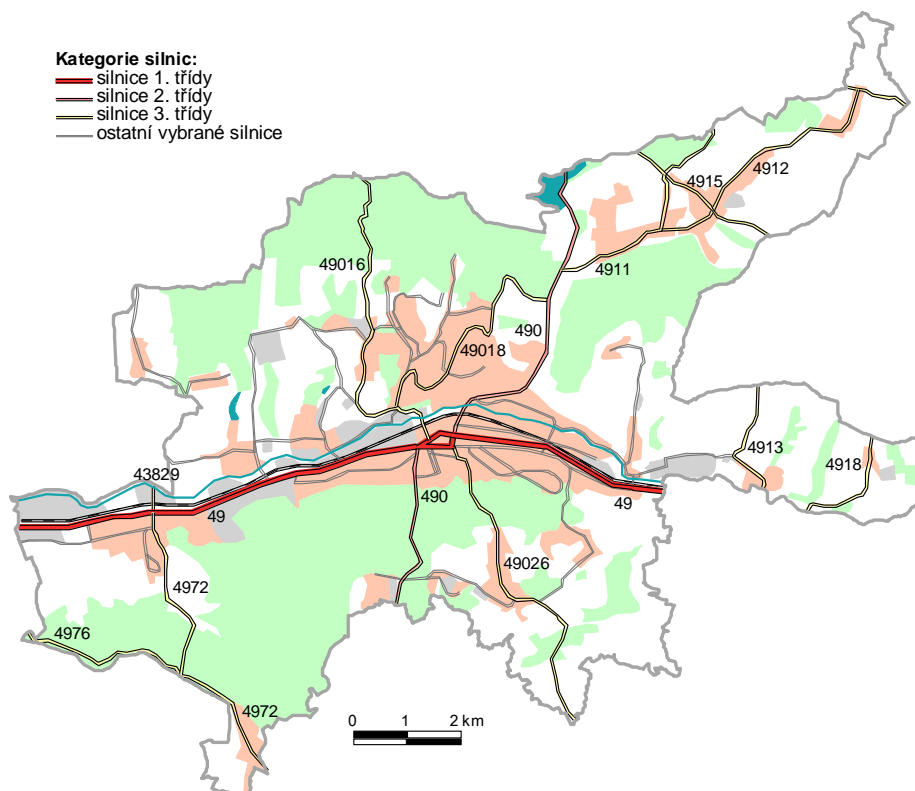 Kategorie silnic:
silnice 1. třídy
silnice 2. třídy
silnice 3. třídy
ostatní vybrané silnice
4912
4915
4911
49016
490
49018
4913
4918
43829
49
490
49
49026
4972
4976
4972
0 1 2 km